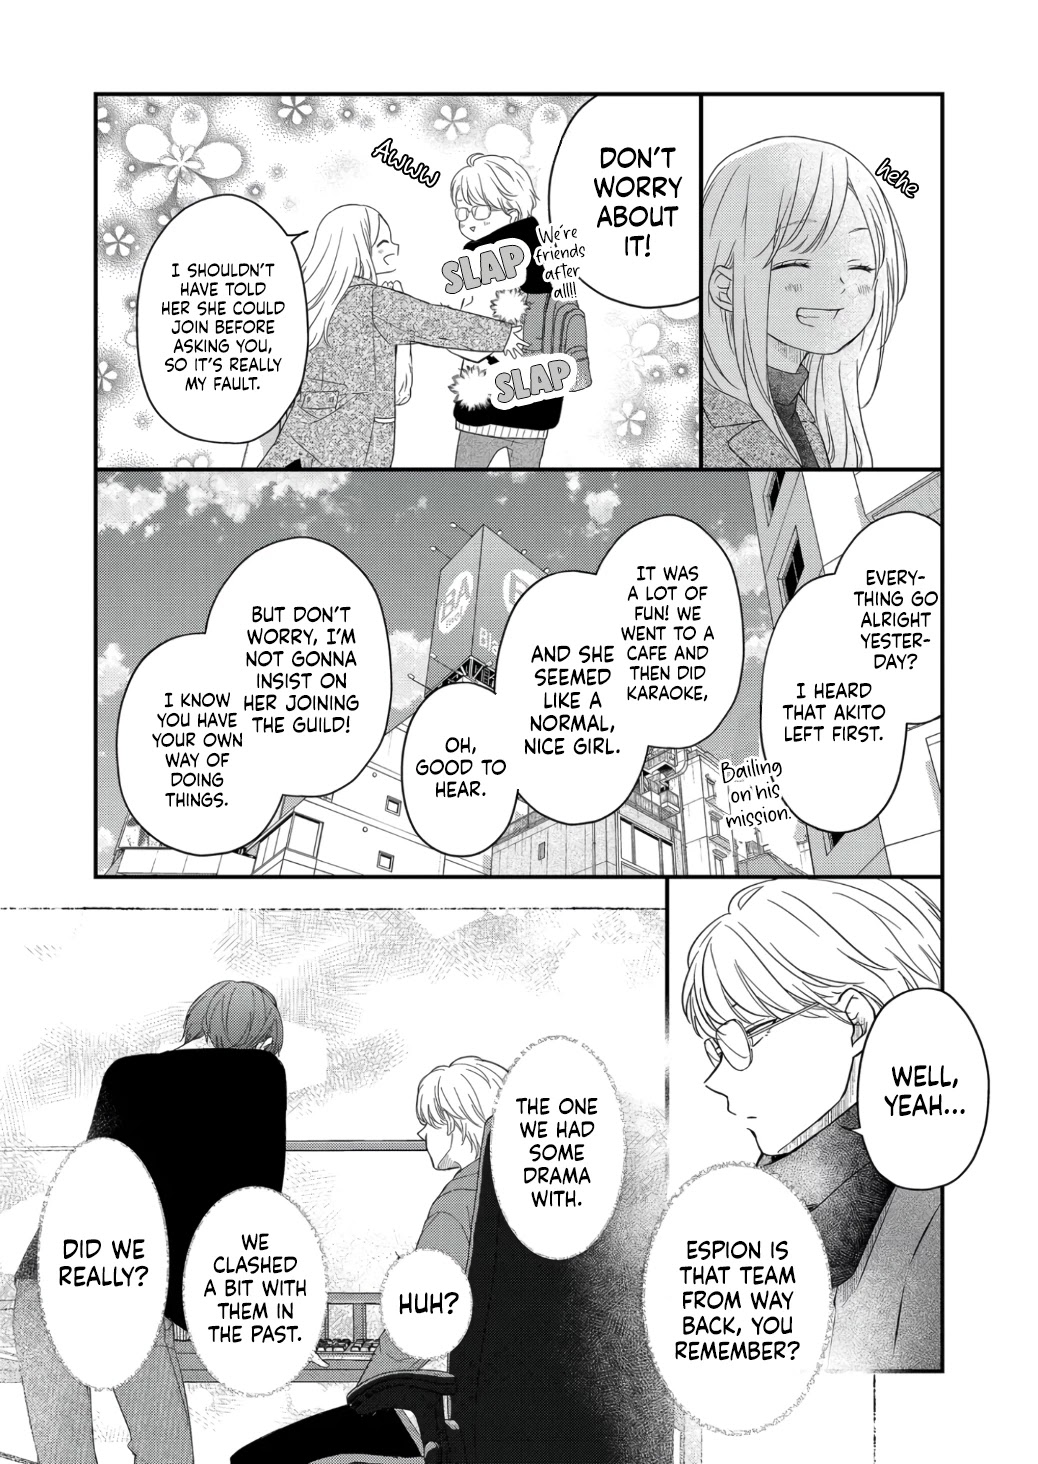 hehe
DON'T
WORRY
ABOUT
IT!
We're
friends
after
all!!
AWWW
SLAP
SLAP
I SHOULDN'T
HAVE TOLD
HER SHE COULD
JOIN BEFORE
ASKING YOU,
SO IT'S REALLY
MY FAULT.
EVERY-
THING GO
ALRIGHT
YESTER-
DAY?
I HEARD
THAT AKITO
LEFT FIRST.
Bailing
on his
mission.
IT WAS
A LOT OF
FUN! WE
WENT TO A
CAFE AND
THEN DID
KARAOKE,
AND SHE
SEEMED
LIKE A
NORMAL,
NICE GIRL.
OH,
GOOD TO
HEAR.
BUT DON'T
WORRY, I'M
NOT GONNA
INSIST ON
HER JOINING
THE GUILD!
I KNOW
YOU HAVE
YOUR OWN
WAY OF
DOING
THINGS.
BA
Bla
WELL,
YEAH...
ESPION IS
THAT TEAM
FROM WAY
BACK, YOU
REMEMBER?
THE ONE
WE HAD
SOME
DRAMA
WITH.
HUH?
WE
CLASHED
A BIT WITH
THEM IN
THE PAST.
DID WE
REALLY?